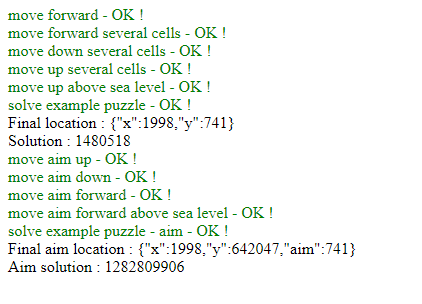 move forward - OK !
move forward several cells - OK !
move down several cells - OK !
move up several cells - OK !
move up above sea level - OK !
solve example puzzle - OK !
Final location : {"x":1998,"y":741}
Solution : 1480518
move aim up - OK !
move aim down - OK !
move aim forward - OK !
move aim forward above sea level - OK !
solve example puzzle - aim - OK !
Final aim location : {"x":1998,"y":642047,"aim":741}
Aim solution : 1282809906